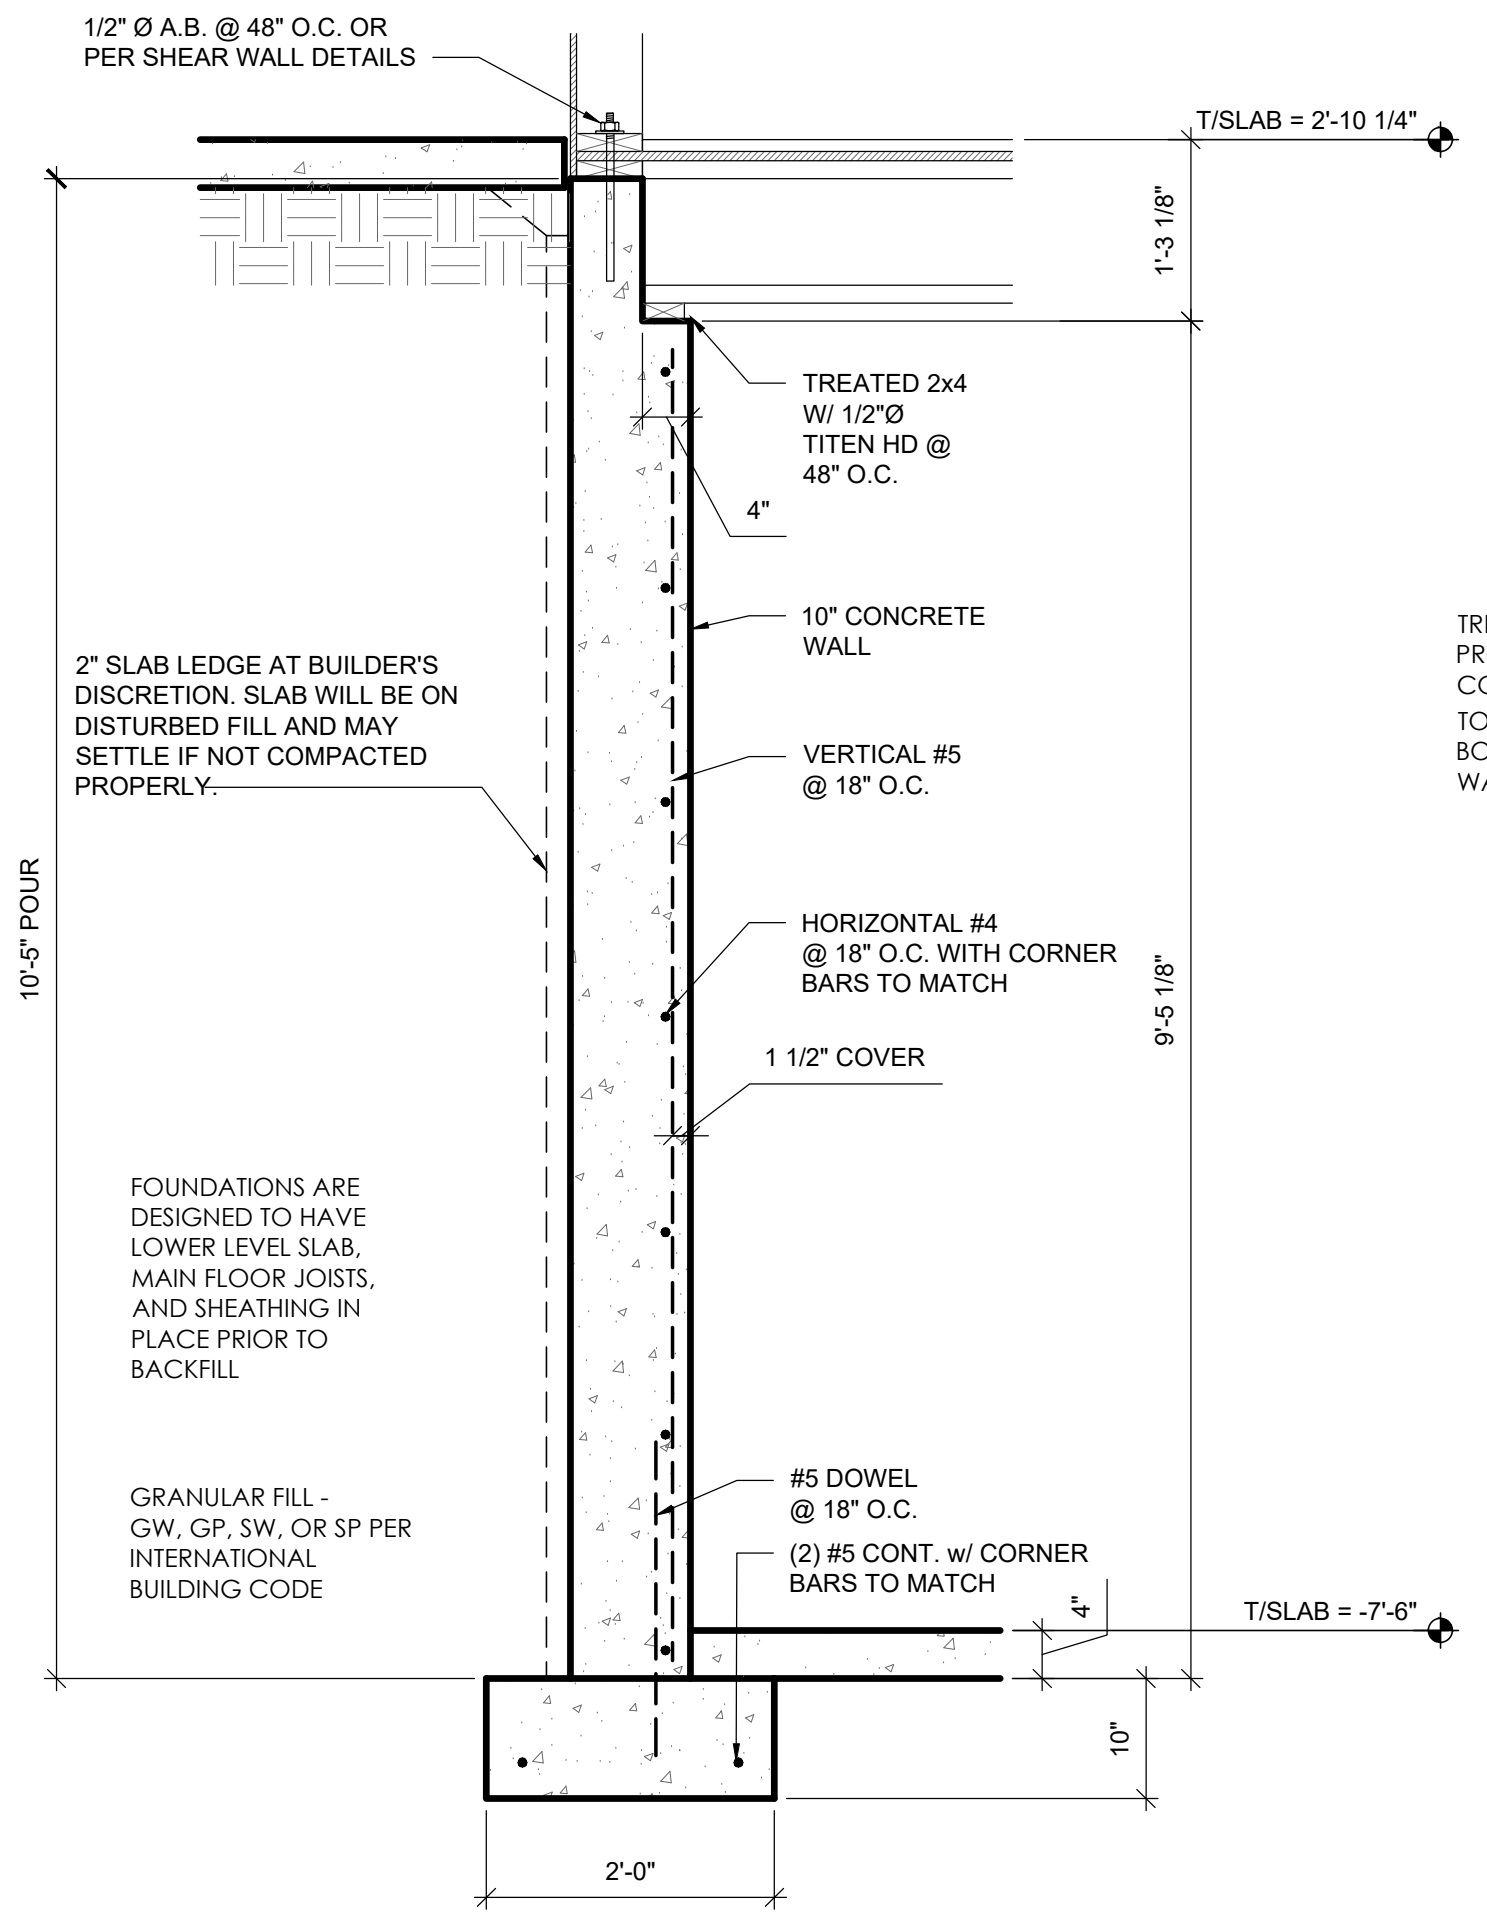 1/2" Ø A.B. @ 48" O.C. OR
PER SHEAR WALL DETAILS
T/SLAB = 2'-10 1/4"
1'-3 1/8"
TREATED 2x4
W/ 1/2"Ø
TITEN HD @
48" O.C.
4"
10" CONCRETE
WALL
2" SLAB LEDGE AT BUILDER'S
DISCRETION. SLAB WILL BE ON
DISTURBED FILL AND MAY
SETTLE IF NOT COMPACTED
PROPERLY.
VERTICAL #5
@ 18" O.C.
10'-5" POUR
HORIZONTAL #4
@ 18" O.C. WITH CORNER
BARS TO MATCH
9'-5 1/8"
1 1/2" COVER
FOUNDATIONS ARE
DESIGNED TO HAVE
LOWER LEVEL SLAB,
MAIN FLOOR JOISTS,
AND SHEATHING IN
PLACE PRIOR TO
BACKFILL
GRANULAR FILL -
GW, GP, SW, OR SP PER
INTERNATIONAL
BUILDING CODE
#5 DOWEL
@ 18" O.C.
(2) #5 CONT. w/ CORNER
BARS TO MATCH
4"
T/SLAB = -7'-6"
10"
2'-0"